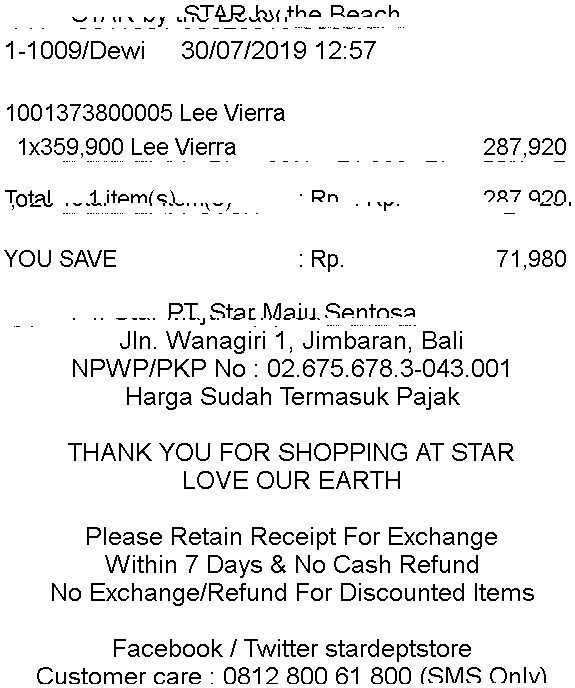 STAR by the Beach
1-1009/Dewi 30/07/2019 12:57
1001373800005 Lee Vierra
1x359,900 Lee Vierra 287,920
Total 1 item(s) : Rp. 287,920
YOU SAVE : Rp. 71,980
PT. Star Maju Sentosa
Jln. Wanagiri 1, Jimbaran, Bali
NPWP/PKP No : 02.675.678.3-043.001
Harga Sudah Termasuk Pajak
THANK YOU FOR SHOPPING AT STAR
LOVE OUR EARTH
Please Retain Receipt For Exchange
Within 7 Days & No Cash Refund
No Exchange/Refund For Discounted Items
Facebook / Twitter stardeptstore
Customer care : 0812 800 61 800 (SMS Only)